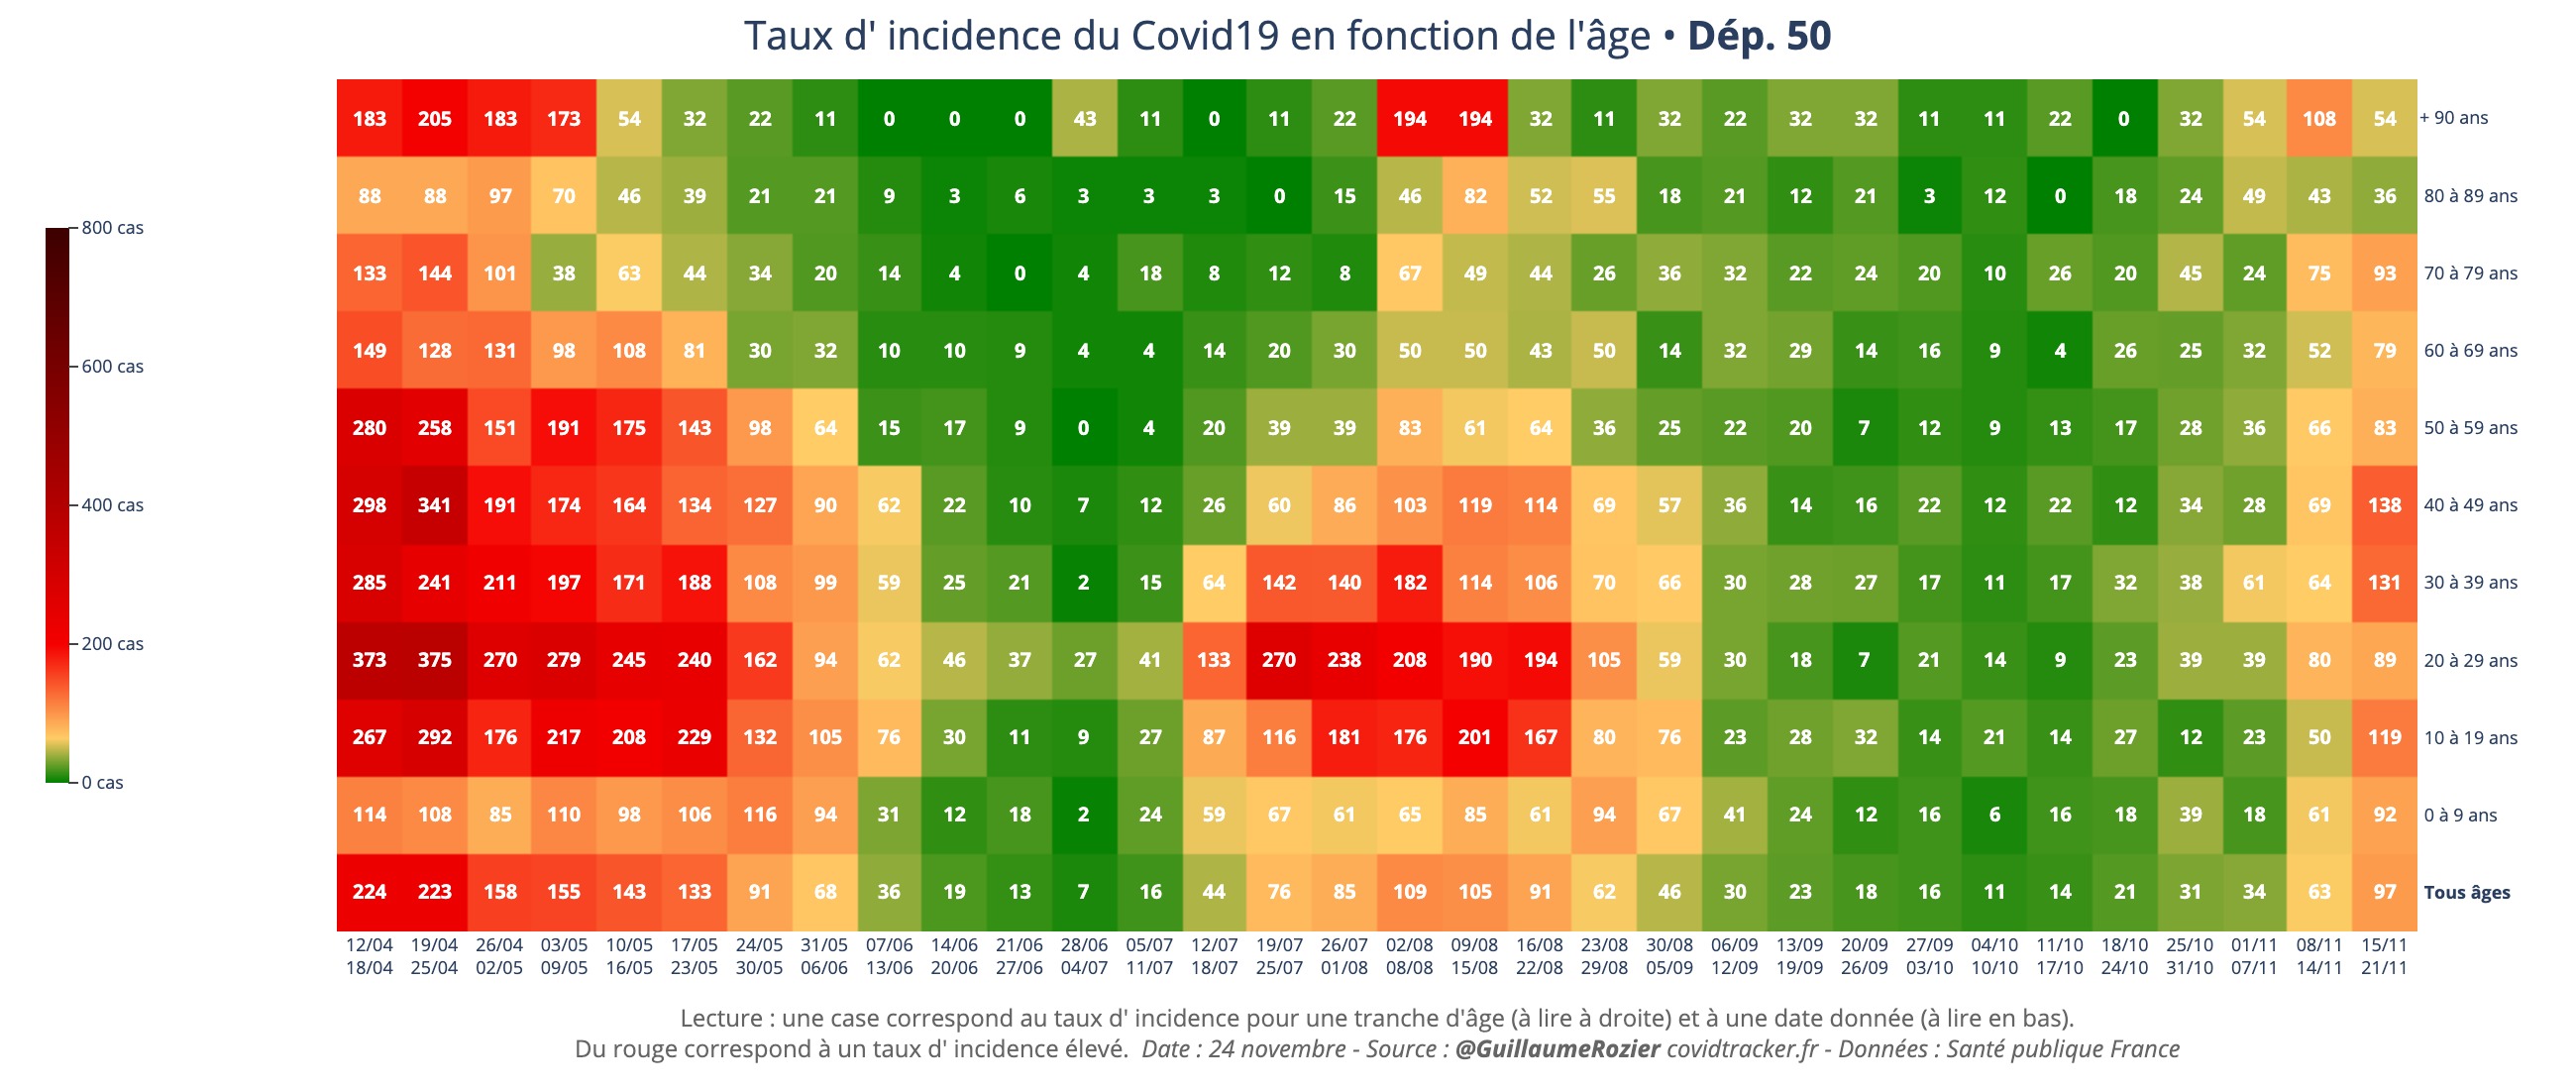 Taux d' incidence du Covid19 en fonction de l'âge • Dép. 50
800 cas
600 cas
400 cas
200 cas
0 cas
183 205 183 173 54 32 22 11 0 0 0 43 11 0 11 22 194 194 32 11 32 22 32 32 11 11 22 0 32 54 108 54 + 90 ans
88 88 97 70 46 39 21 21 9 3 6 3 3 3 0 15 46 82 52 55 18 21 12 21 3 12 0 18 24 49 43 36 80 à 89 ans
133 144 101 38 63 44 34 20 14 4 0 4 18 8 12 8 67 49 44 26 36 32 22 24 20 10 26 20 45 24 75 93 70 à 79 ans
149 128 131 98 108 81 30 32 10 10 9 4 4 14 20 30 50 50 43 50 14 32 29 14 16 9 4 26 25 32 52 79 60 à 69 ans
280 258 151 191 175 143 98 64 15 17 9 0 4 20 39 39 83 61 64 36 25 22 20 7 12 9 13 17 28 36 66 83 50 à 59 ans
298 341 191 174 164 134 127 90 62 22 10 7 12 26 60 86 103 119 114 69 57 36 14 16 22 12 22 12 34 28 69 138 40 à 49 ans
285 241 211 197 171 188 108 99 59 25 21 2 15 64 142 140 182 114 106 70 66 30 28 27 17 11 17 32 38 61 64 131 30 à 39 ans
373 375 270 279 245 240 162 94 62 46 37 27 41 133 270 238 208 190 194 105 59 30 18 7 21 14 9 23 39 39 80 89 20 à 29 ans
267 292 176 217 208 229 132 105 76 30 11 9 27 87 116 181 176 201 167 80 76 23 28 32 14 21 14 27 12 23 50 119 10 à 19 ans
114 108 85 110 98 106 116 94 31 12 18 2 24 59 67 61 65 85 61 94 67 41 24 12 16 6 16 18 39 18 61 92 0 à 9 ans
224 223 158 155 143 133 91 68 36 19 13 7 16 44 76 85 109 105 91 62 46 30 23 18 16 11 14 21 31 34 63 97 Tous âges
12/04 19/04 26/04 03/05 10/05 17/05 24/05 31/05 07/06 14/06 21/06 28/06 05/07 12/07 19/07 26/07 02/08 09/08 16/08 23/08 30/08 06/09 13/09 20/09 27/09 04/10 11/10 18/10 25/10 01/11 08/11 15/11
18/04 25/04 02/05 09/05 16/05 23/05 30/05 06/06 13/06 20/06 27/06 04/07 11/07 18/07 25/07 01/08 08/08 15/08 22/08 29/08 05/09 12/09 19/09 26/09 03/10 10/10 17/10 24/10 31/10 07/11 14/11 21/11
Lecture : une case correspond au taux d' incidence pour une tranche d'âge (à lire à droite) et à une date donnée (à lire en bas).
Du rouge correspond à un taux d' incidence élevé. Date : 24 novembre - Source : @GuillaumeRozier covidtracker.fr - Données : Santé publique France